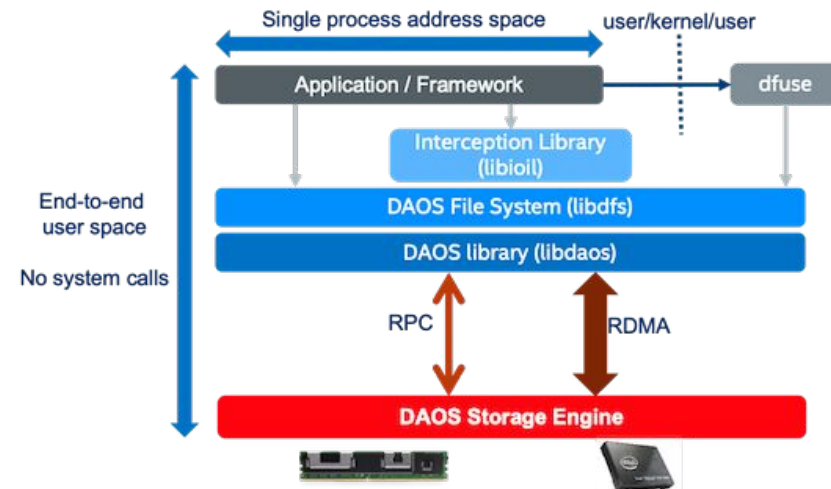 Single process address space
user/kernel/user
Application / Framework
dfuse
Interception Library
(libioil)
End-to-end
user space
No system calls
DAOS File System (libdfs)
DAOS library (libdaos)
RPC
RDMA
DAOS Storage Engine